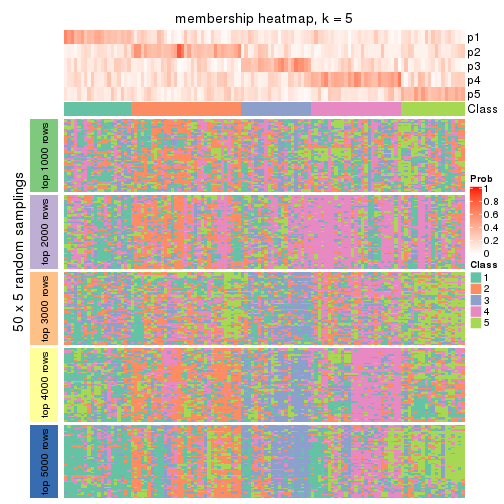 membership heatmap, k = 5
p1
p2
p3
p4
p5
Class
50 x 5 random samplings
top 1000 rows
top 2000 rows
top 3000 rows
top 4000 rows
top 5000 rows
Prob
1
0.8
0.6
0.4
0.2
0
Class
1
2
3
4
5